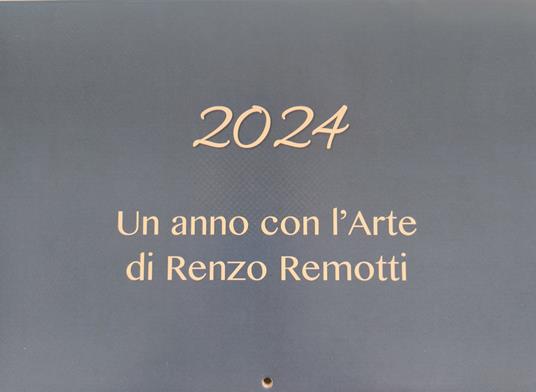 2024
Un anno con l'Arte
di Renzo Remotti